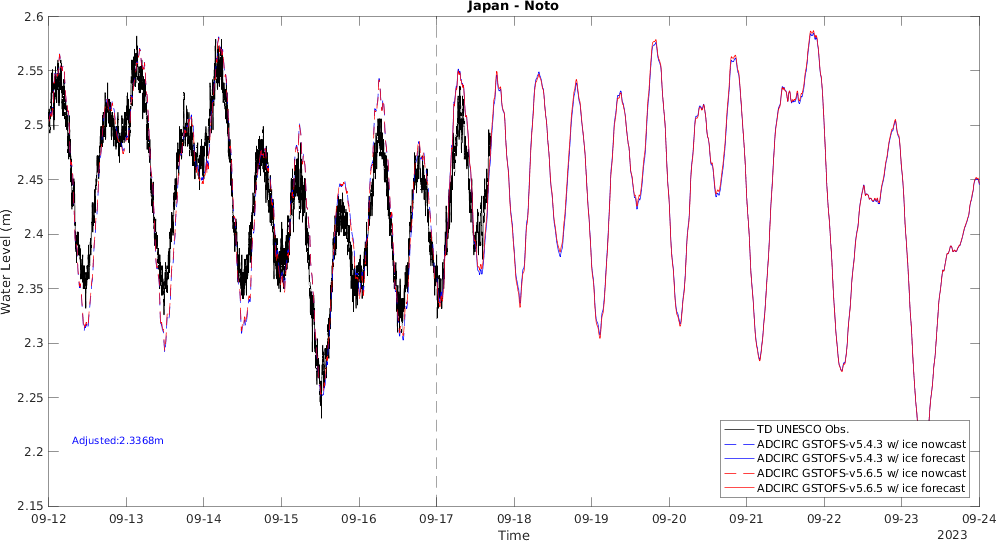 Japan - Noto
2.6
2.55
2.5
2.45
2.4
2.35
2.3
2.25
2.2
2.15
Water Level (m)
Adjusted:2.3368m
TD UNESCO Obs.
ADCIRC GSTOFS-v5.4.3 w/ ice nowcast
ADCIRC GSTOFS-v5.4.3 w/ ice forecast
ADCIRC GSTOFS-v5.6.5 w/ ice nowcast
ADCIRC GSTOFS-v5.6.5 w/ ice forecast
09-12 09-13 09-14 09-15 09-16 09-17 09-18 09-19 09-20 09-21 09-22 09-23 09-24
Time
2023